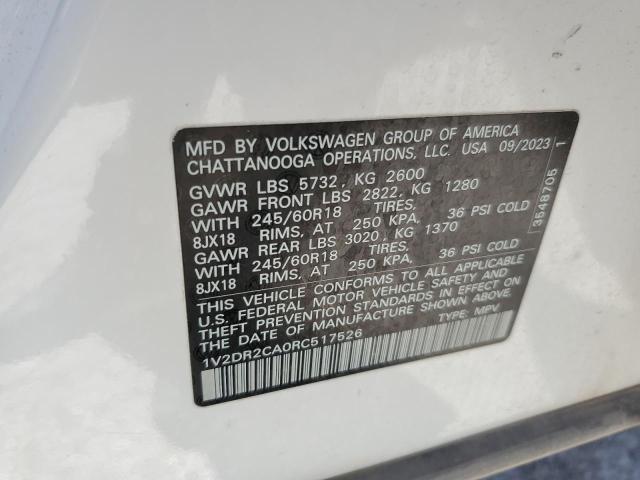 MFD BY VOLKSWAGEN GROUP OF AMERICA
CHATTANOOGA OPERATIONS, LLC. USA 09/2023
GVWR LBS 5732, KG 2600
GAWR FRONT LBS 2822, KG 1280
WITH 245/60R18 TIRES,
8JX18 RIMS, AT 250 KPA, 36 PSI COLD
GAWR REAR LBS 3020, KG 1370
WITH 245/60R18 TIRES,
8JX18 RIMS, AT 250 KPA, 36 PSI COLD
THIS VEHICLE CONFORMS TO ALL APPLICABLE
U.S. FEDERAL MOTOR VEHICLE SAFETY AND
THEFT PREVENTION STANDARDS IN EFFECT ON
THE DATE OF MANUFACTURE SHOWN ABOVE.
1V2DR2CA0RC517526 TYPE: MPV
3548705 1